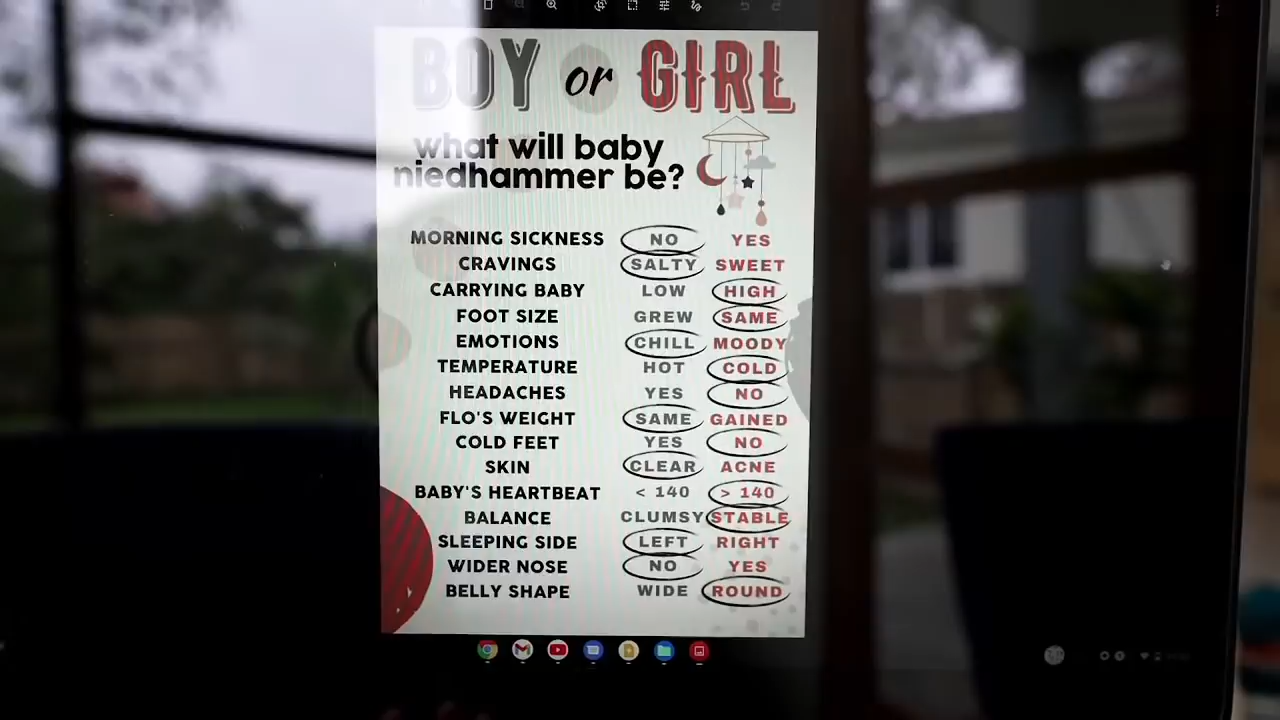 BOY or GIRL
what will baby
niedhammer be?
MORNING SICKNESS NO YES
CRAVINGS SALTY SWEET
CARRYING BABY LOW HIGH
FOOT SIZE GREW SAME
EMOTIONS CHILL MOODY
TEMPERATURE HOT COLD
HEADACHES YES NO
FLO'S WEIGHT SAME GAINED
COLD FEET YES NO
SKIN CLEAR ACNE
BABY'S HEARTBEAT < 140 > 140
BALANCE CLUMSY STABLE
SLEEPING SIDE LEFT RIGHT
WIDER NOSE NO YES
BELLY SHAPE WIDE ROUND